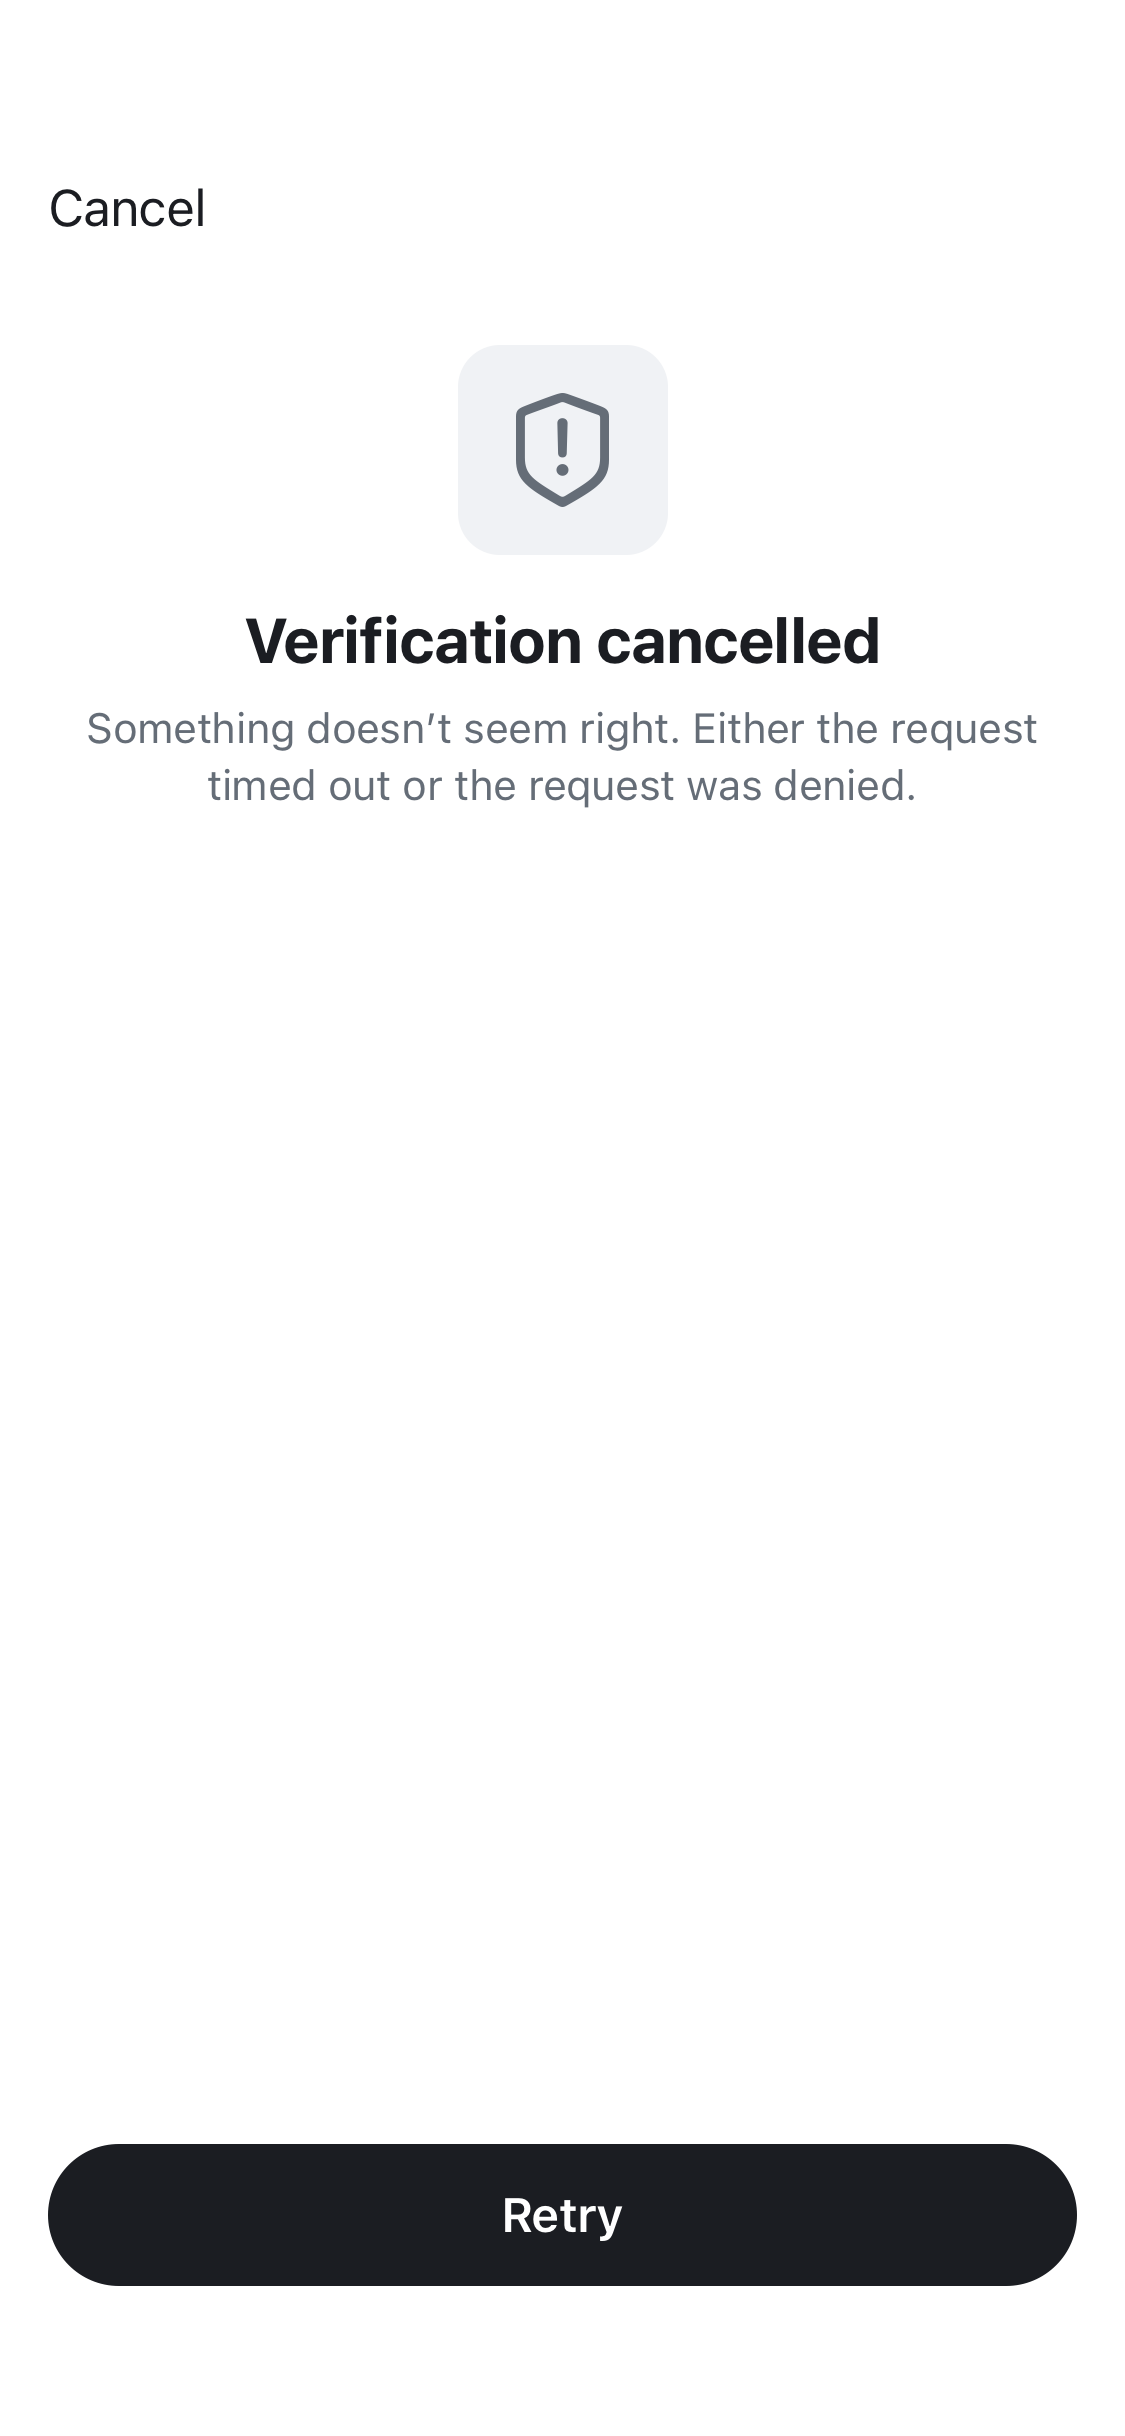 Cancel
Verification cancelled
Something doesn’t seem right. Either the request
timed out or the request was denied.
Retry